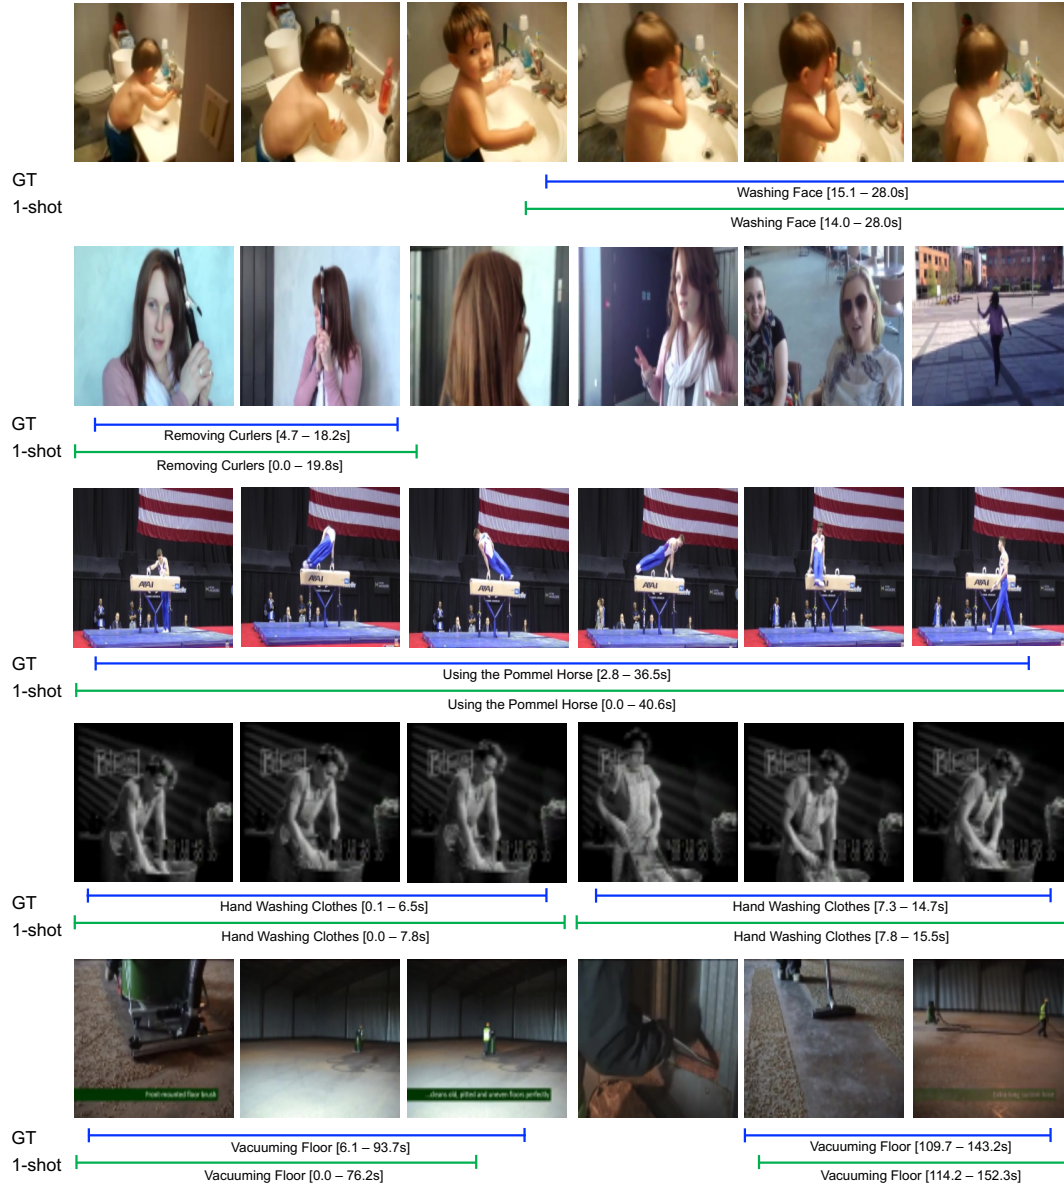 GT
Washing Face [15.1 – 28.0s]
1-shot
Washing Face [14.0 – 28.0s]
GT
Removing Curlers [4.7 – 18.2s]
1-shot
Removing Curlers [0.0 – 19.8s]
AAI
AAI
AAI
AAI
AAI
GT
Using the Pommel Horse [2.8 – 36.5s]
1-shot
Using the Pommel Horse [0.0 – 40.6s]
GT
Hand Washing Clothes [0.1 – 6.5s]
Hand Washing Clothes [7.3 – 14.7s]
1-shot
Hand Washing Clothes [0.0 – 7.8s]
Hand Washing Clothes [7.8 – 15.5s]
Front mounted floor brush
...cleans old, pitted and uneven floors perfectly
GT
Vacuuming Floor [6.1 – 93.7s]
Vacuuming Floor [109.7 – 143.2s]
1-shot
Vacuuming Floor [0.0 – 76.2s]
Vacuuming Floor [114.2 – 152.3s]